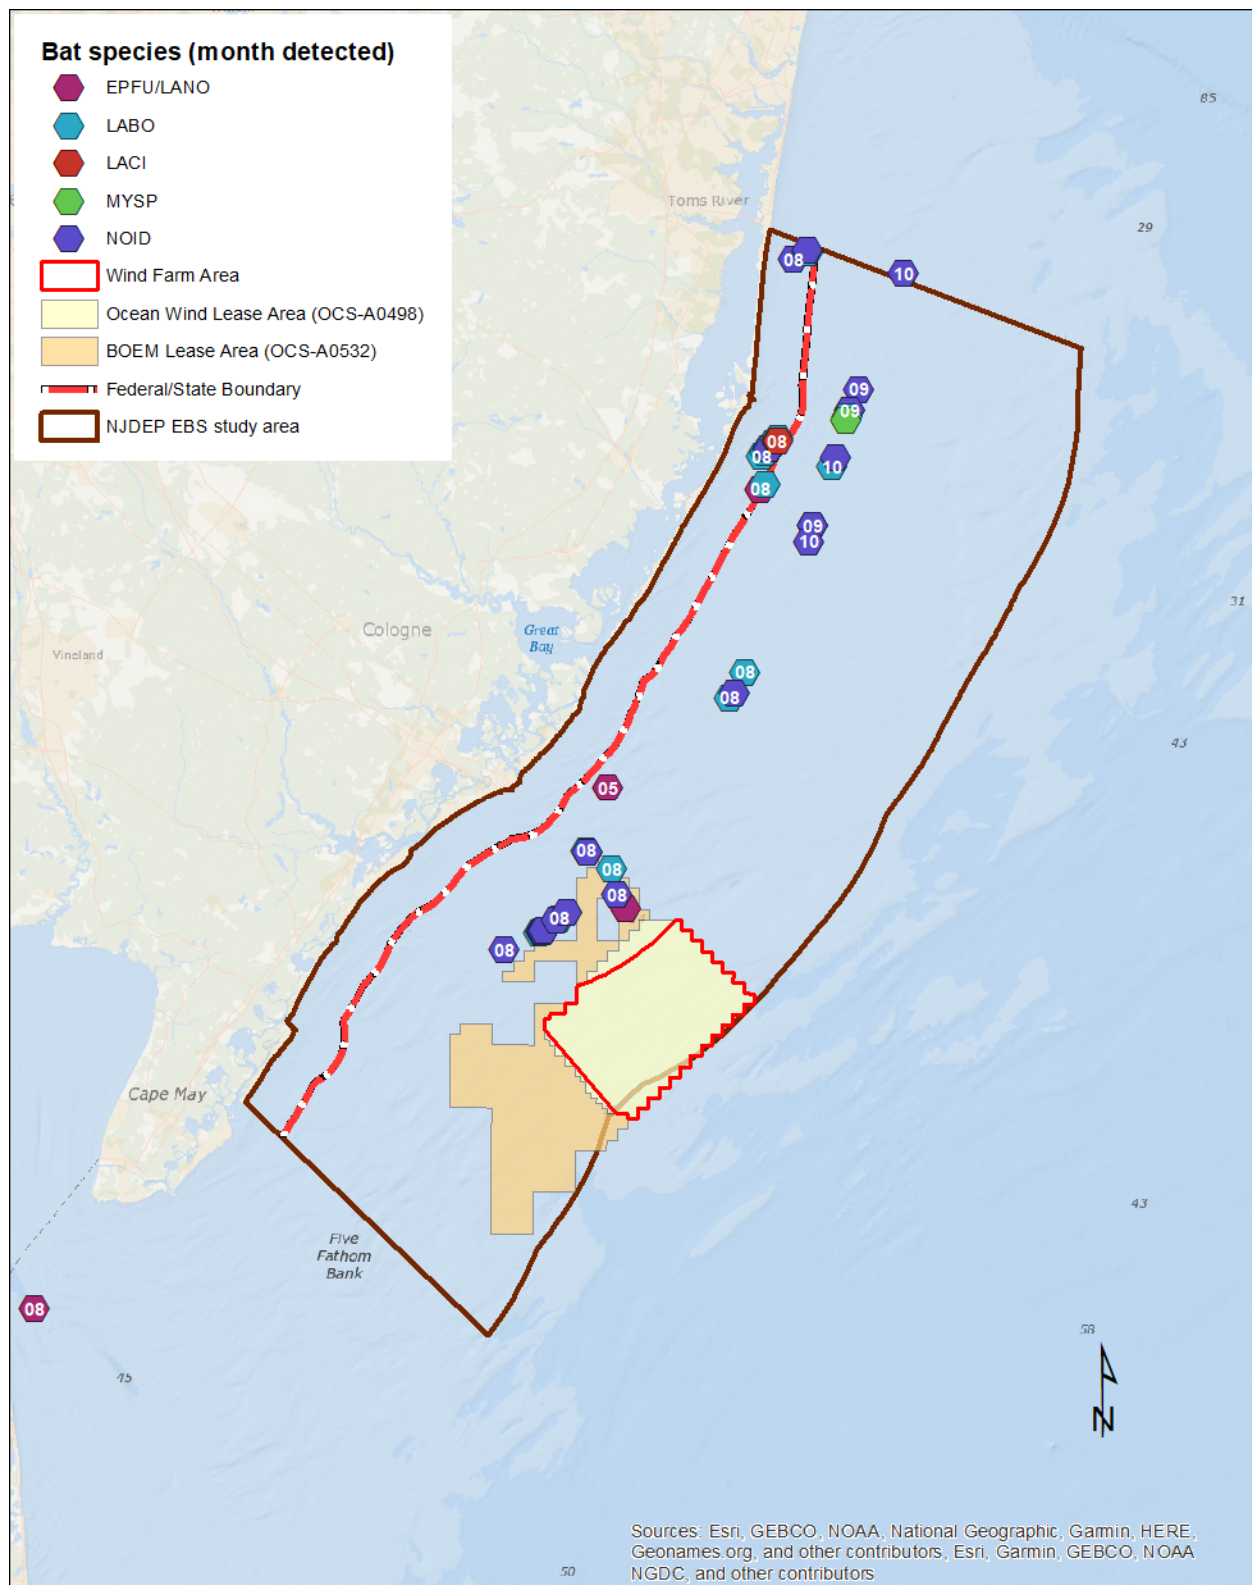 Bat species (month detected)
EPFU/LANO
LABO
LACI
MYSP
NOID
Wind Farm Area
Ocean Wind Lease Area (OCS-A0498)
BOEM Lease Area (OCS-A0532)
Federal/State Boundary
NJDEP EBS study area
85
Toms River
29
08
10
09
09
08
08
10
08
09
10
31
Cologne
Great
Bay
Vineland
08
08
43
05
08
08
08
08
08
Cape May
43
Five
Fathom
Bank
08
58
45
N
Sources: Esri, GEBCO, NOAA, National Geographic, Garmin, HERE,
Geonames.org, and other contributors, Esri, Garmin, GEBCO, NOAA
NGDC, and other contributors
50